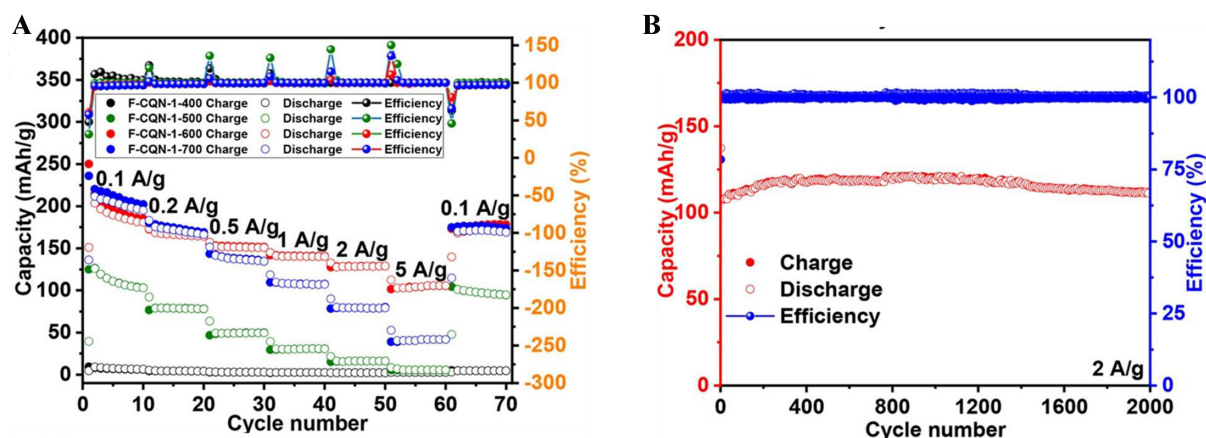 A
Capacity (mAh/g)
400
350
300
250
200
150
100
50
0
F-CQN-1-400 Charge Discharge Efficiency
F-CQN-1-500 Charge Discharge Efficiency
F-CQN-1-600 Charge Discharge Efficiency
F-CQN-1-700 Charge Discharge Efficiency
0.1 A/g
0.2 A/g
0.5 A/g
1 A/g
2 A/g
5 A/g
0.1 A/g
150
100
50
0
-50
-100
-150
-200
-250
-300
Efficiency (%)
0 10 20 30 40 50 60 70
Cycle number
B
Capacity (mAh/g)
200
150
100
50
0
Charge
Discharge
Efficiency
2 A/g
100
75
50
25
0
Efficiency (%)
0 400 800 1200 1600 2000
Cycle number